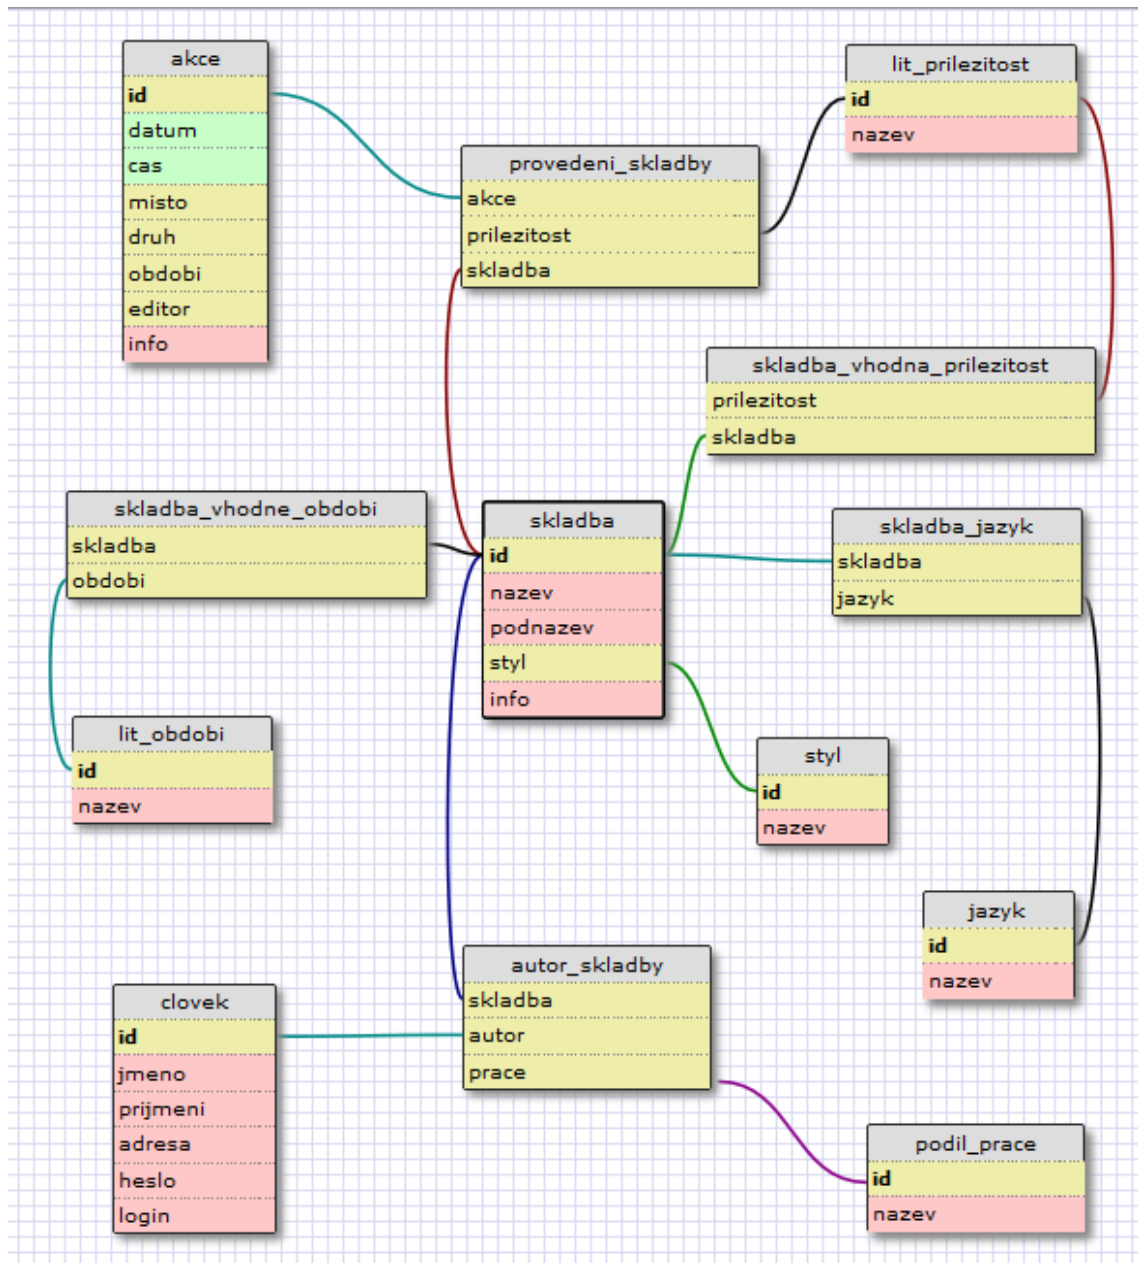 akce
id
datum
cas
misto
druh
obdobi
editor
info
lit_prilezitost
id
nazev
provedeni_skladby
akce
prilezitost
skladba
skladba_vhodna_prilezitost
prilezitost
skladba
skladba_vhodne_obdobi
skladba
obdobi
skladba
id
nazev
podnazev
styl
info
skladba_jazyk
skladba
jazyk
lit_obdobi
id
nazev
styl
id
nazev
jazyk
id
nazev
autor_skladby
skladba
autor
prace
clovek
id
jmeno
prijmeni
adresa
heslo
login
podil_prace
id
nazev